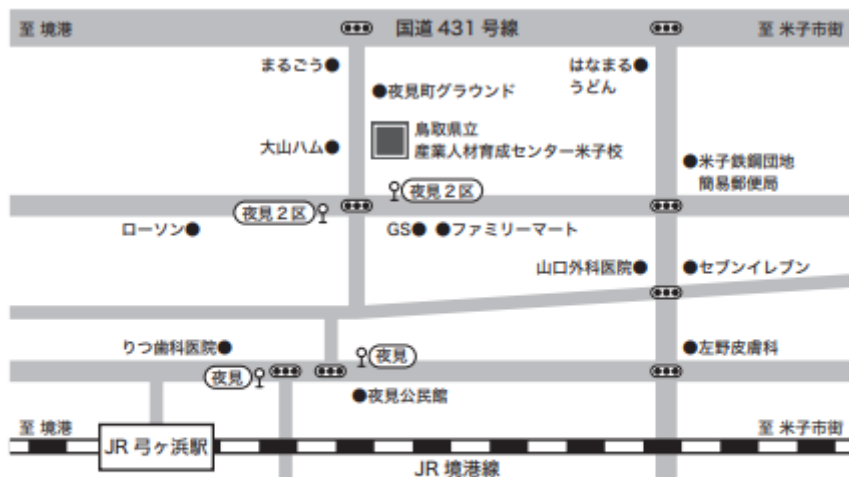 至 境港
国道 431 号線
至 米子市街
まるごう●
はなまる●
うどん
●夜見町グラウンド
鳥取県立
産業人材育成センター米子校
大山ハム●
●米子鉄鋼団地
簡易郵便局
夜見2区
夜見2区
ローソン●
GS● ●ファミリーマート
山口外科医院●
●セブンイレブン
りつ歯科医院●
夜見
●左野皮膚科
夜見
●夜見公民館
至 境港
至 米子市街
JR 弓ヶ浜駅
JR 境港線